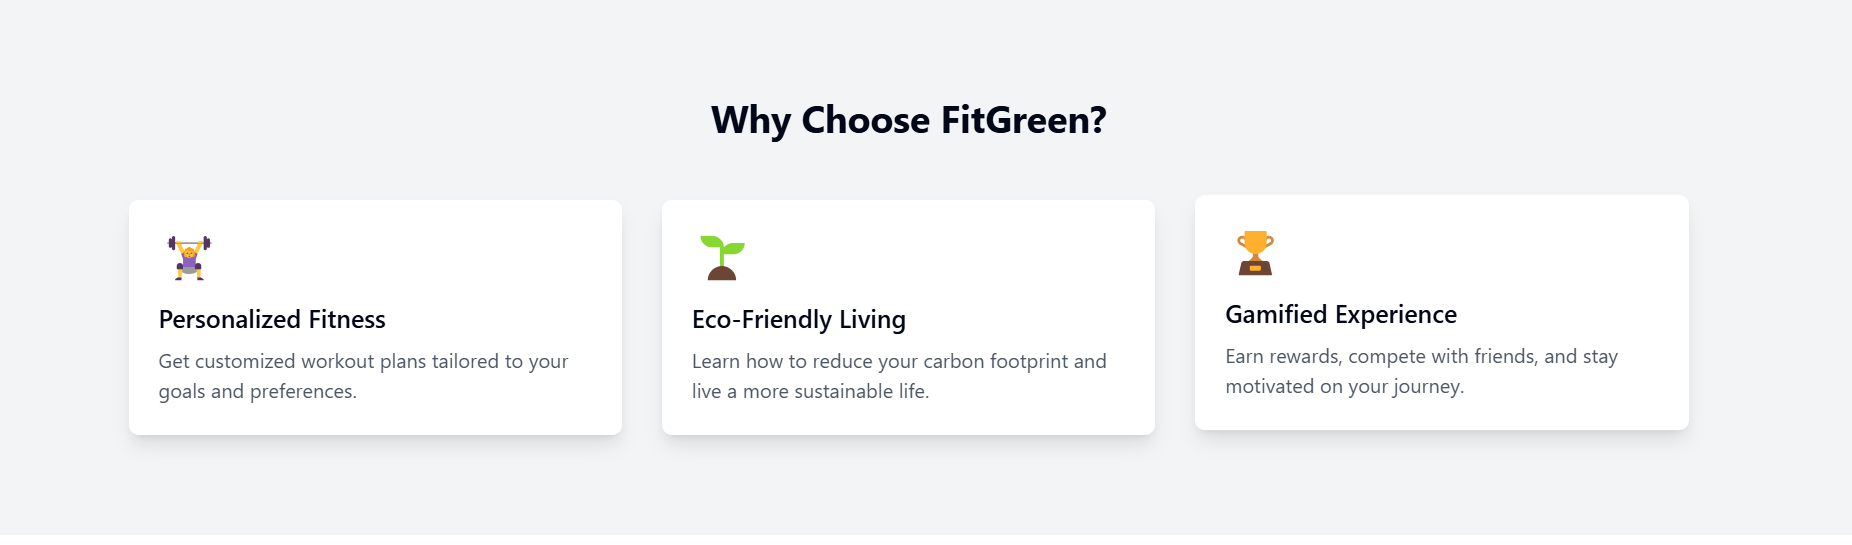 Why Choose FitGreen?
Personalized Fitness
Get customized workout plans tailored to your
goals and preferences.
Eco-Friendly Living
Learn how to reduce your carbon footprint and
live a more sustainable life.
Gamified Experience
Earn rewards, compete with friends, and stay
motivated on your journey.